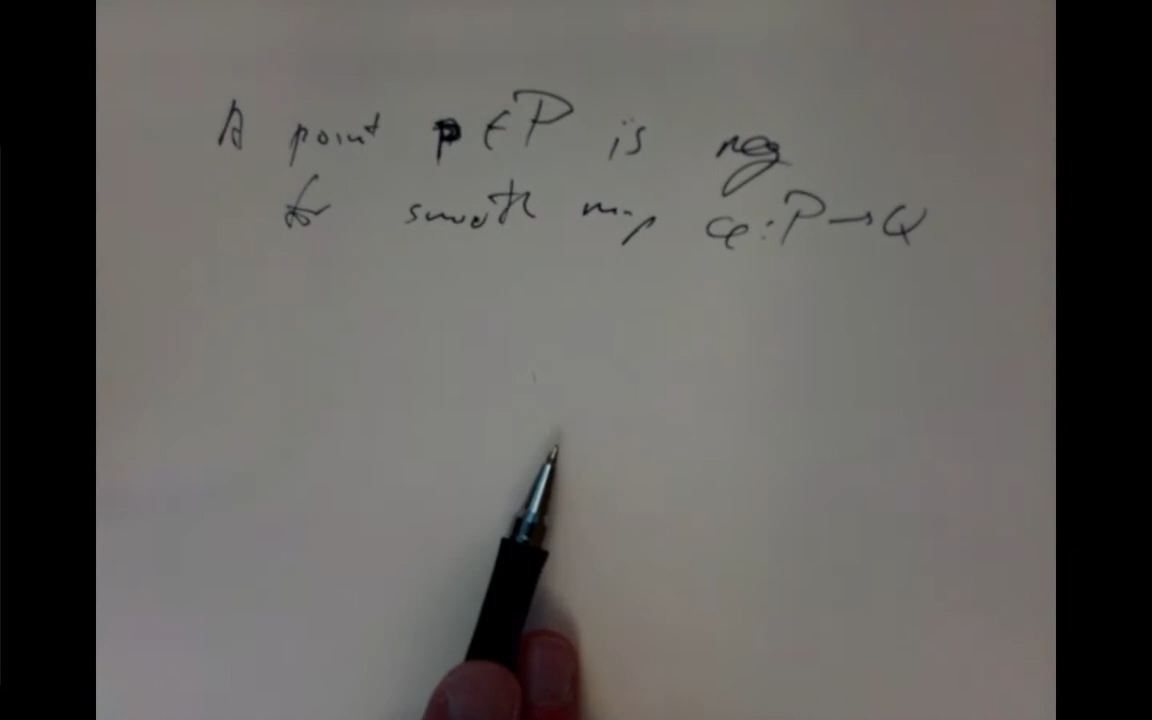 A point p ∈ P is reg
for smooth map φ: P → Q